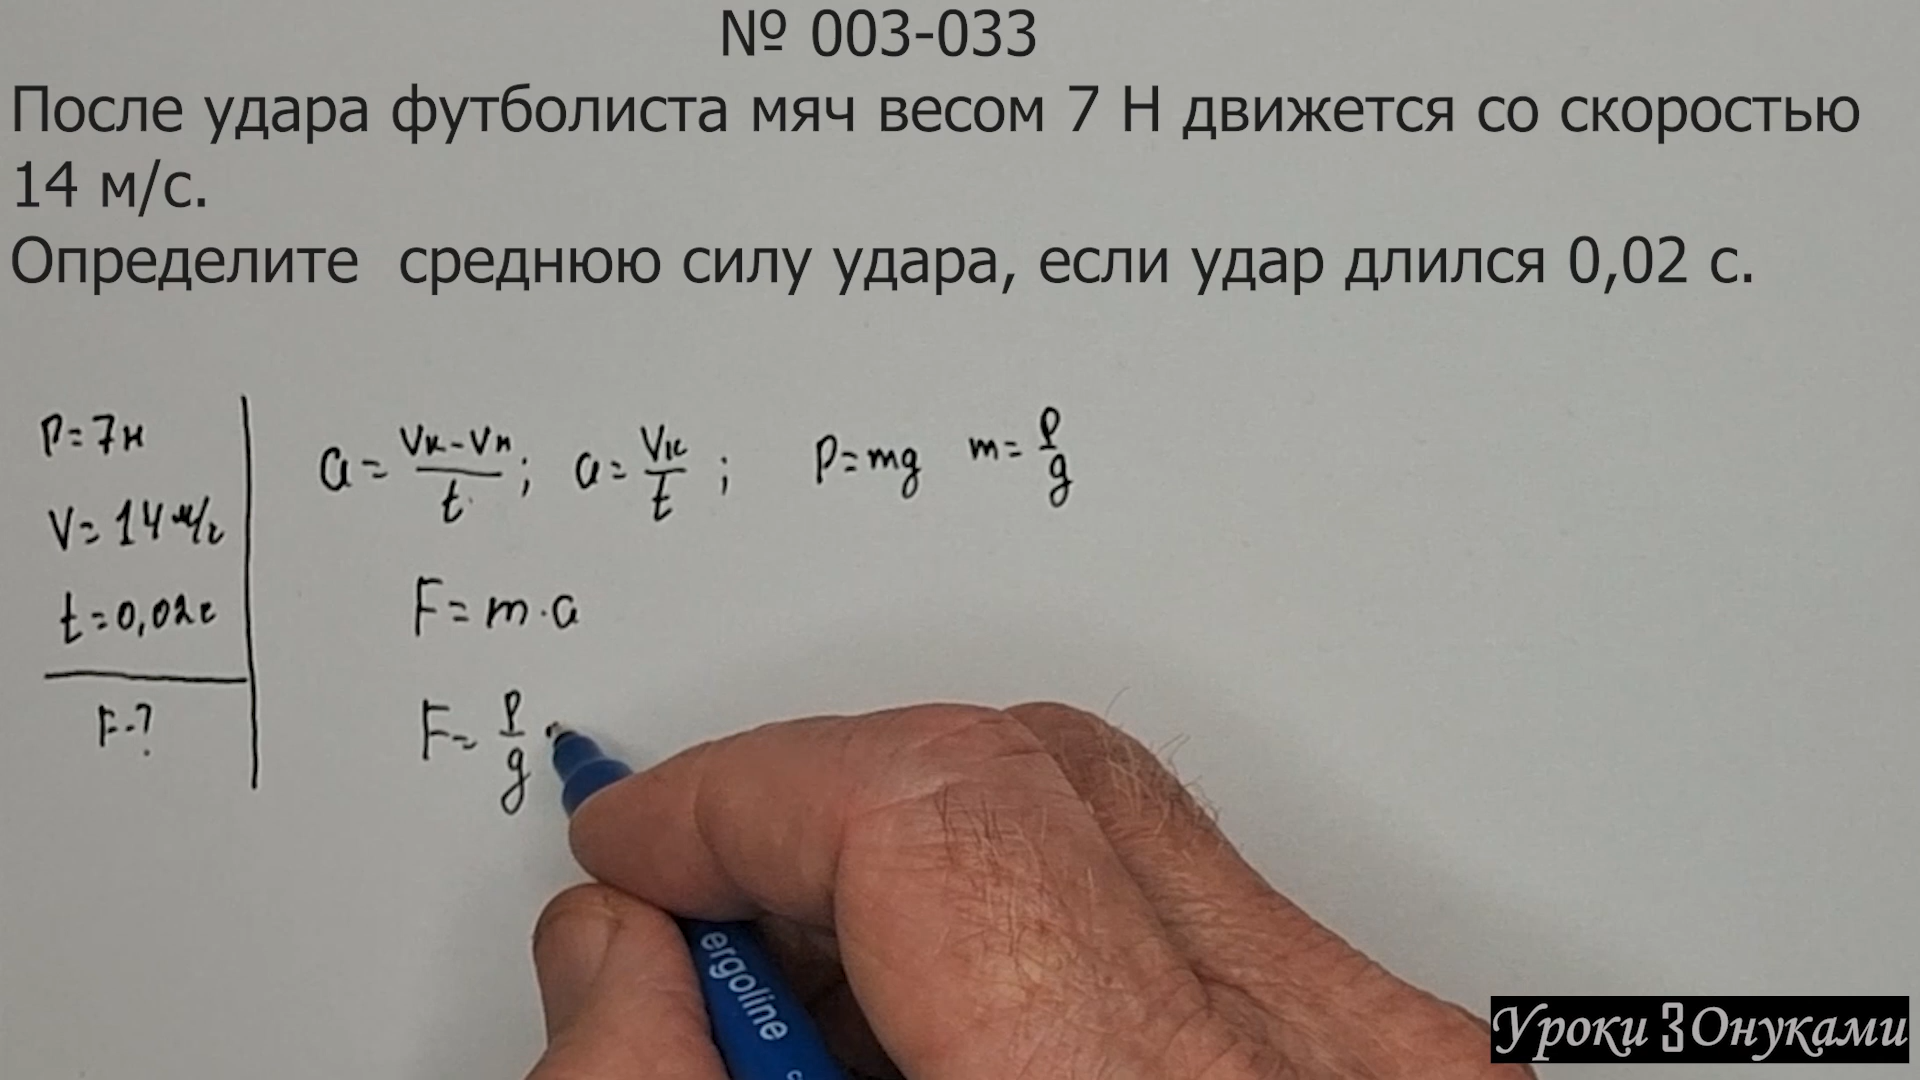 № 003-033
После удара футболиста мяч весом 7 Н движется со скоростью
14 м/с.
Определите средную силу удара, если удар длился 0,02 с.
P=7н
V=14м/с
t=0,02с
F-?
a=(Vк-Vн)/t; a=Vк/t; P=mg m=P/g
F=m·a
F=P/g
ergoline
Уроки З Онуками